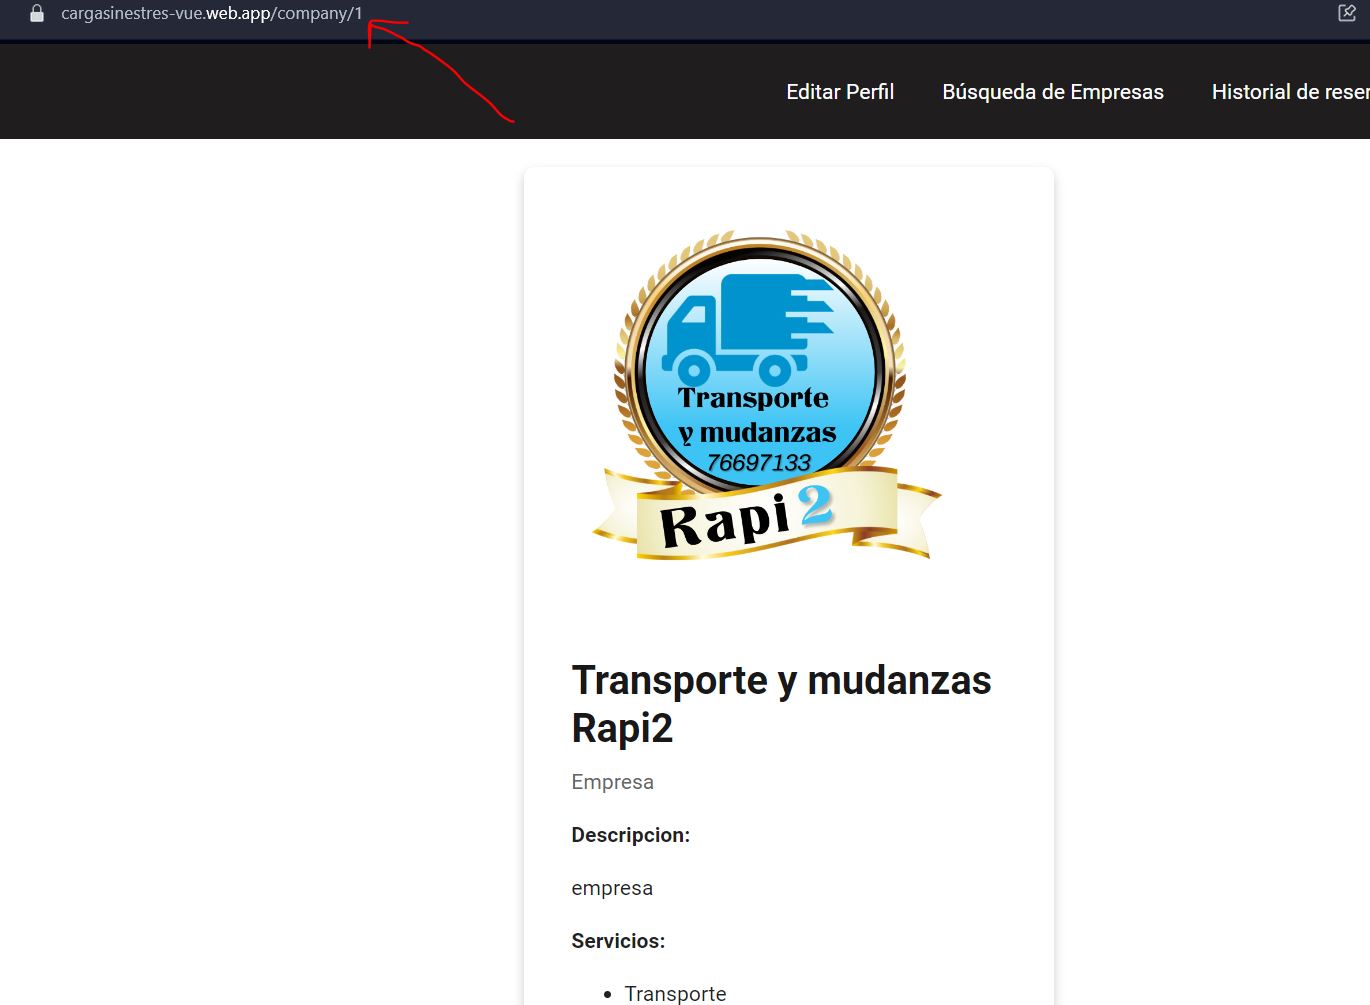 cargasinestres-vue.web.app/company/1
Editar Perfil Búsqueda de Empresas Historial de reser
Transporte
y mudanzas
76697133
Rapi 2
Transporte y mudanzas
Rapi2
Empresa
Descripcion:
empresa
Servicios:
• Transporte